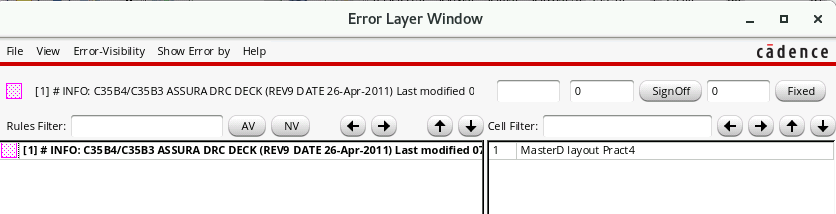 Error Layer Window
File View Error-Visibility Show Error by Help
cādence
[1] # INFO: C35B4/C35B3 ASSURA DRC DECK (REV9 DATE 26-Apr-2011) Last modified 0
0 SignOff 0 Fixed
Rules Filter: AV NV Cell Filter:
[1] # INFO: C35B4/C35B3 ASSURA DRC DECK (REV9 DATE 26-Apr-2011) Last modified 07
1 MasterD layout Pract4